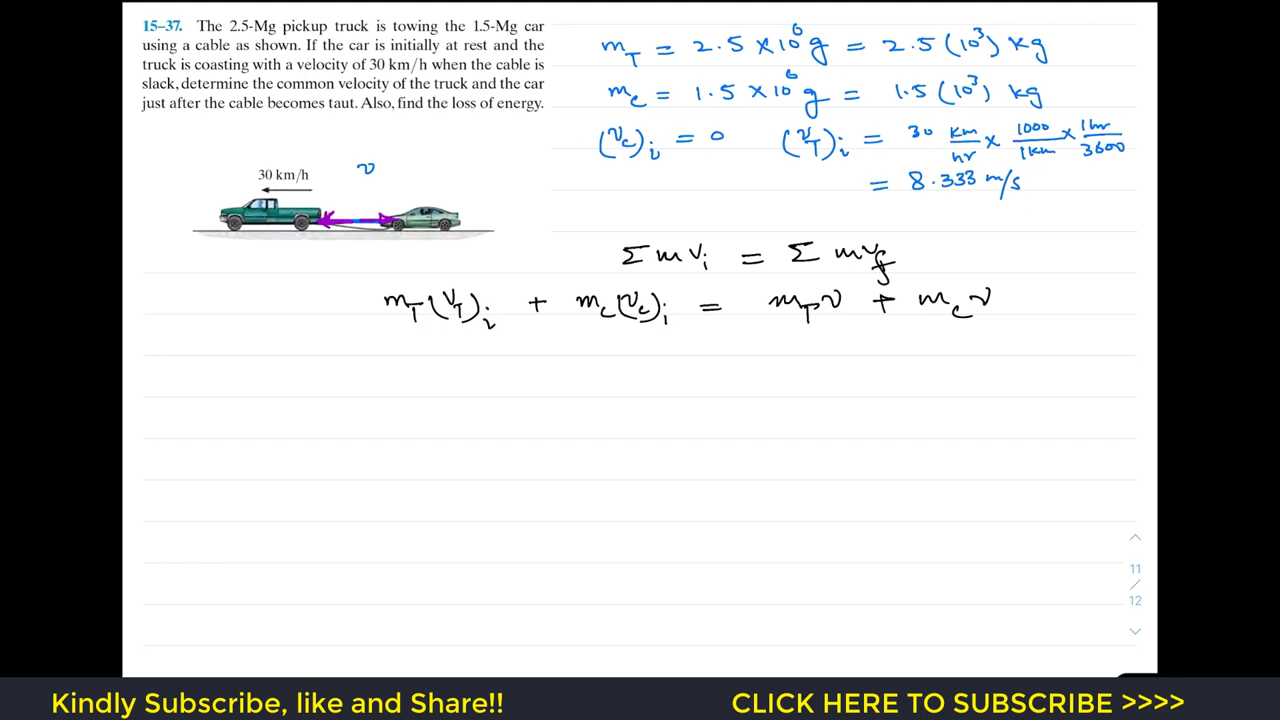 15–37. The 2.5-Mg pickup truck is towing the 1.5-Mg car
using a cable as shown. If the car is initially at rest and the
truck is coasting with a velocity of 30 km/h when the cable is
slack, determine the common velocity of the truck and the car
just after the cable becomes taut. Also, find the loss of energy.
30 km/h
v
m_T = 2.5 × 10^6 g = 2.5 (10^3) kg
m_c = 1.5 × 10^6 g = 1.5 (10^3) kg
(v_c)_i = 0 (v_T)_i = 30 km/hr × 1000/1km × 1hr/3600
= 8.333 m/s
Σ m v_i = Σ m v_f
m_T (v_T)_i + m_c (v_c)_i = m_T v + m_c v
11
/
12
Kindly Subscribe, like and Share!!
CLICK HERE TO SUBSCRIBE >>>>